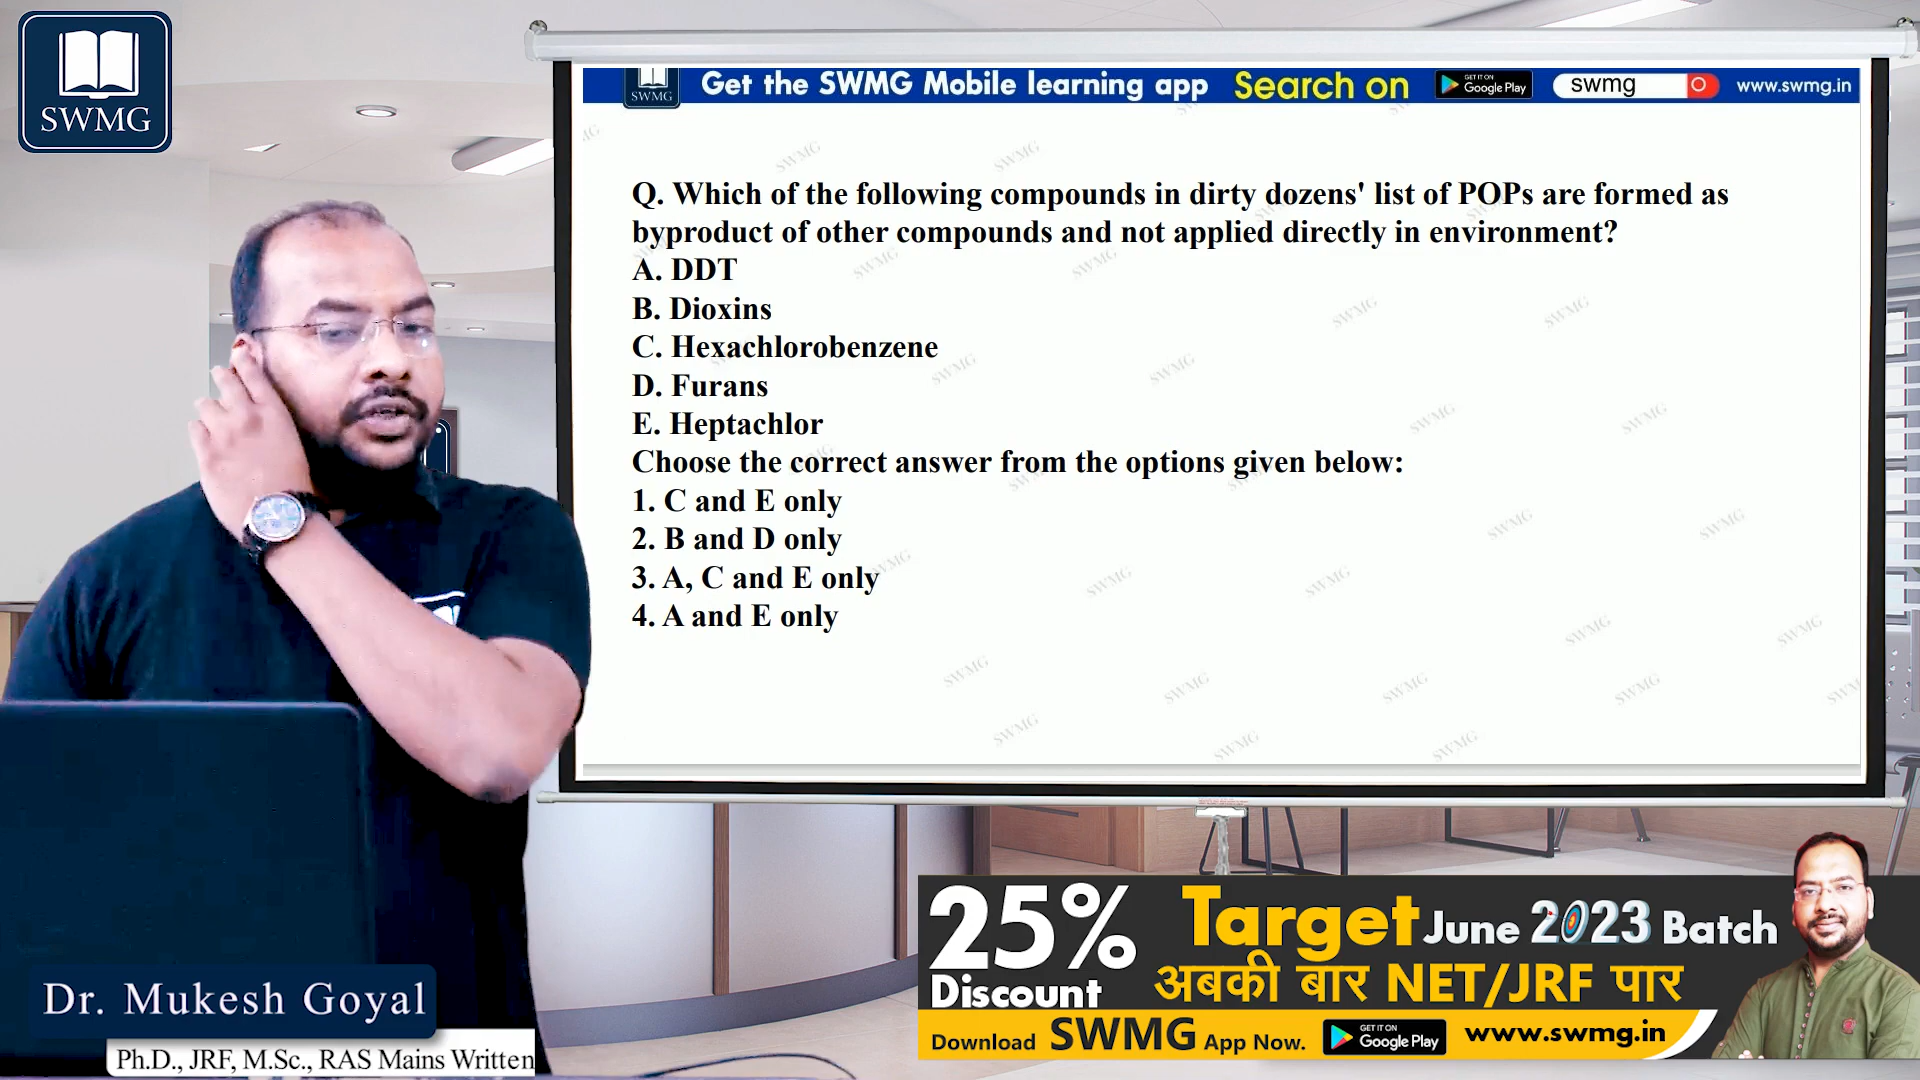 SWMG
SWMG
Get the SWMG Mobile learning app Search on GET IT ON Google Play swmg www.swmg.in
Q. Which of the following compounds in dirty dozens' list of POPs are formed as
byproduct of other compounds and not applied directly in environment?
A. DDT
B. Dioxins
C. Hexachlorobenzene
D. Furans
E. Heptachlor
Choose the correct answer from the options given below:
1. C and E only
2. B and D only
3. A, C and E only
4. A and E only
25%
Discount
Target June 2023 Batch
अबकी बार NET/JRF पार
Download SWMG App Now. GET IT ON Google Play www.swmg.in
Dr. Mukesh Goyal
Ph.D., JRF, M.Sc., RAS Mains Written